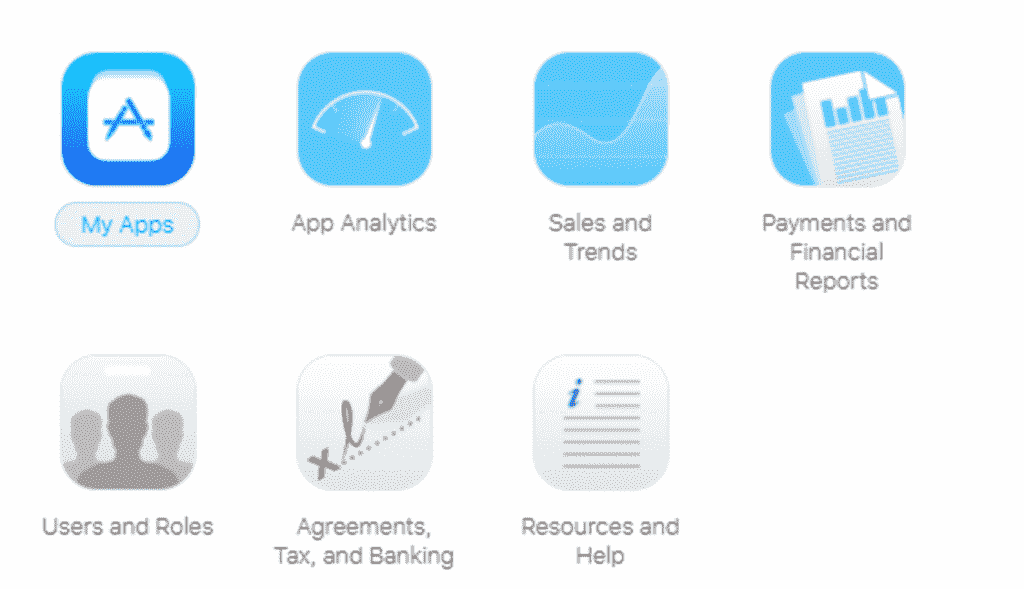 My Apps
App Analytics
Sales and
Trends
Payments and
Financial
Reports
Users and Roles
Agreements,
Tax, and Banking
Resources and
Help